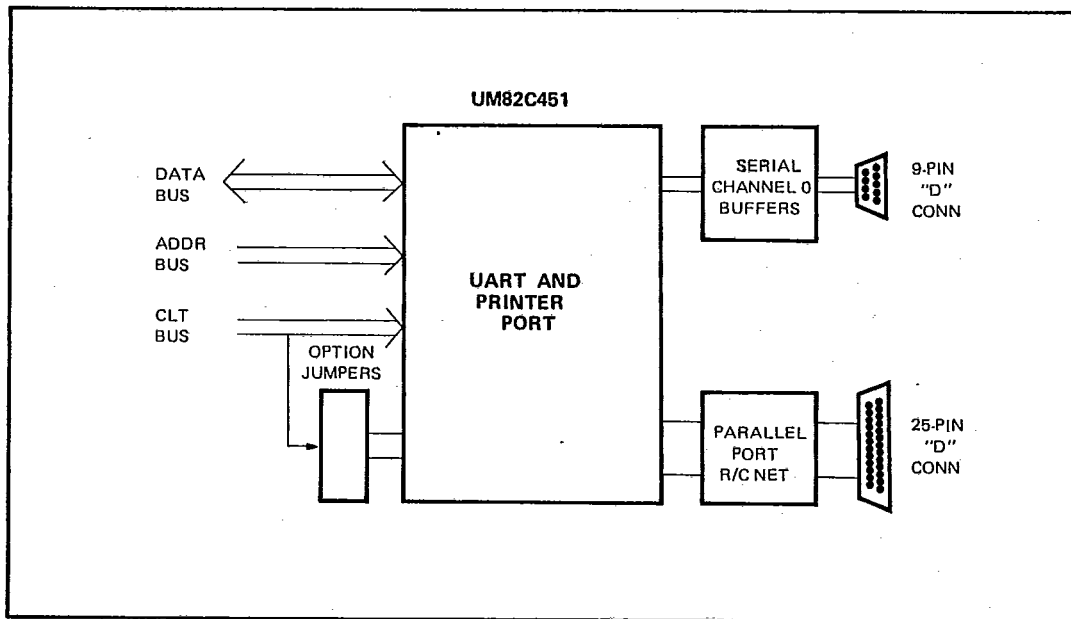 UM82C451
DATA
BUS
ADDR
BUS
CLT
BUS
OPTION
JUMPERS
UART AND
PRINTER
PORT
SERIAL
CHANNEL 0
BUFFERS
9-PIN
"D"
CONN
PARALLEL
PORT
R/C NET
25-PIN
"D"
CONN